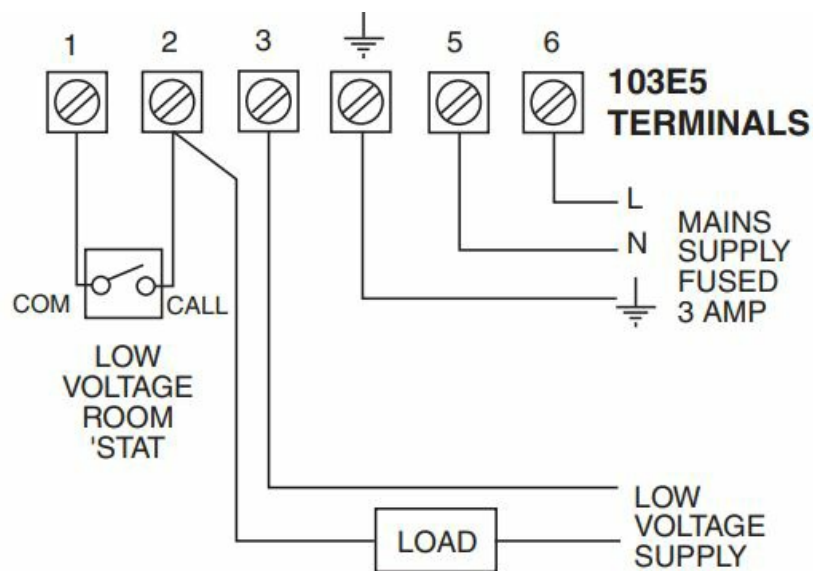 1 2 3 5 6
103E5
TERMINALS
L
N
MAINS
SUPPLY
FUSED
3 AMP
COM
CALL
LOW
VOLTAGE
ROOM
'STAT
LOAD
LOW
VOLTAGE
SUPPLY